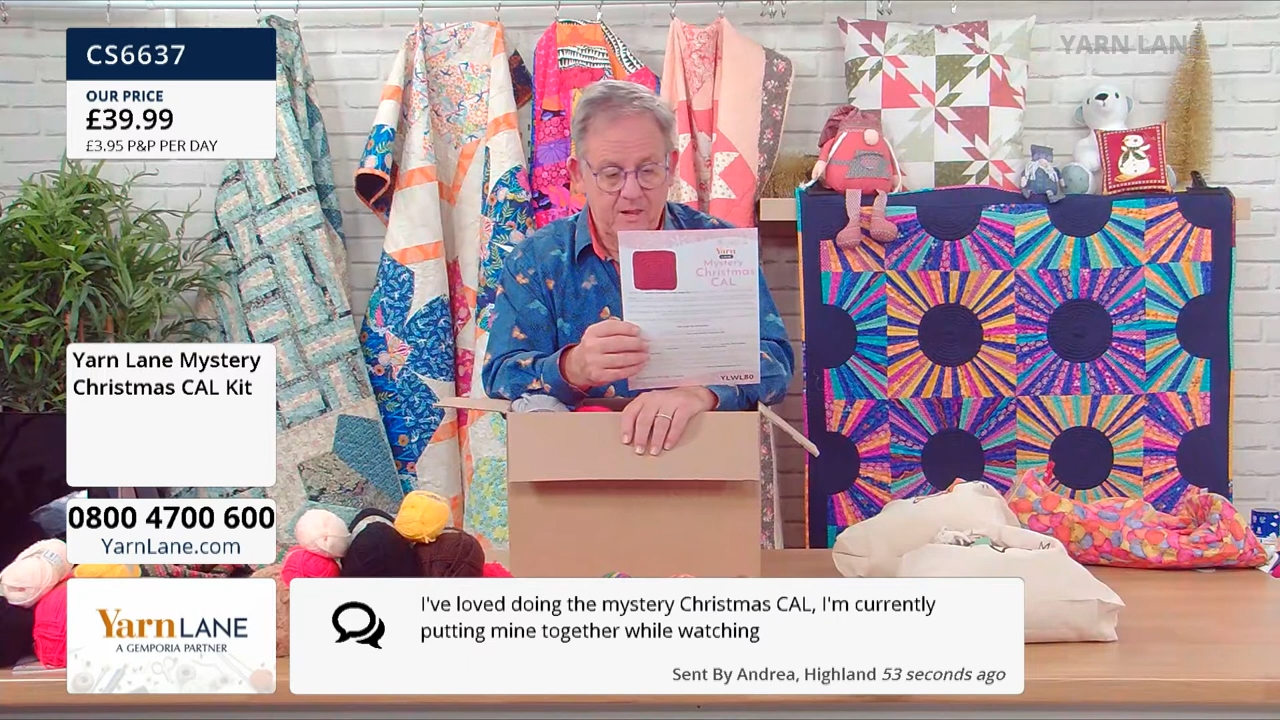 CS6637
OUR PRICE
£39.99
£3.95 P&P PER DAY
YARN LANE
Yarn
Mystery
Christmas
CAL
YLWL80
Yarn Lane Mystery
Christmas CAL Kit
0800 4700 600
YarnLane.com
Yarn LANE
A GEMPORIA PARTNER
I've loved doing the mystery Christmas CAL, I'm currently
putting mine together while watching
Sent By Andrea, Highland 53 seconds ago